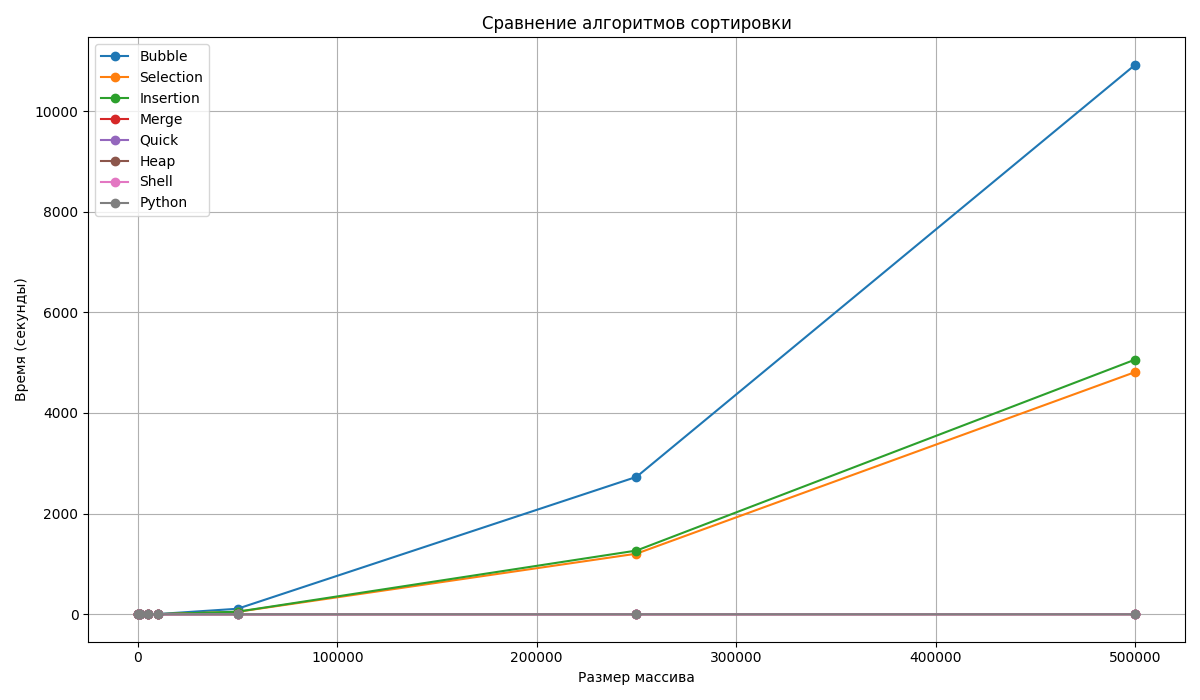 Сравнение алгоритмов сортировки
Bubble
Selection
Insertion
Merge
Quick
Heap
Shell
Python
Время (секунды)
10000
8000
6000
4000
2000
0
0 100000 200000 300000 400000 500000
Размер массива